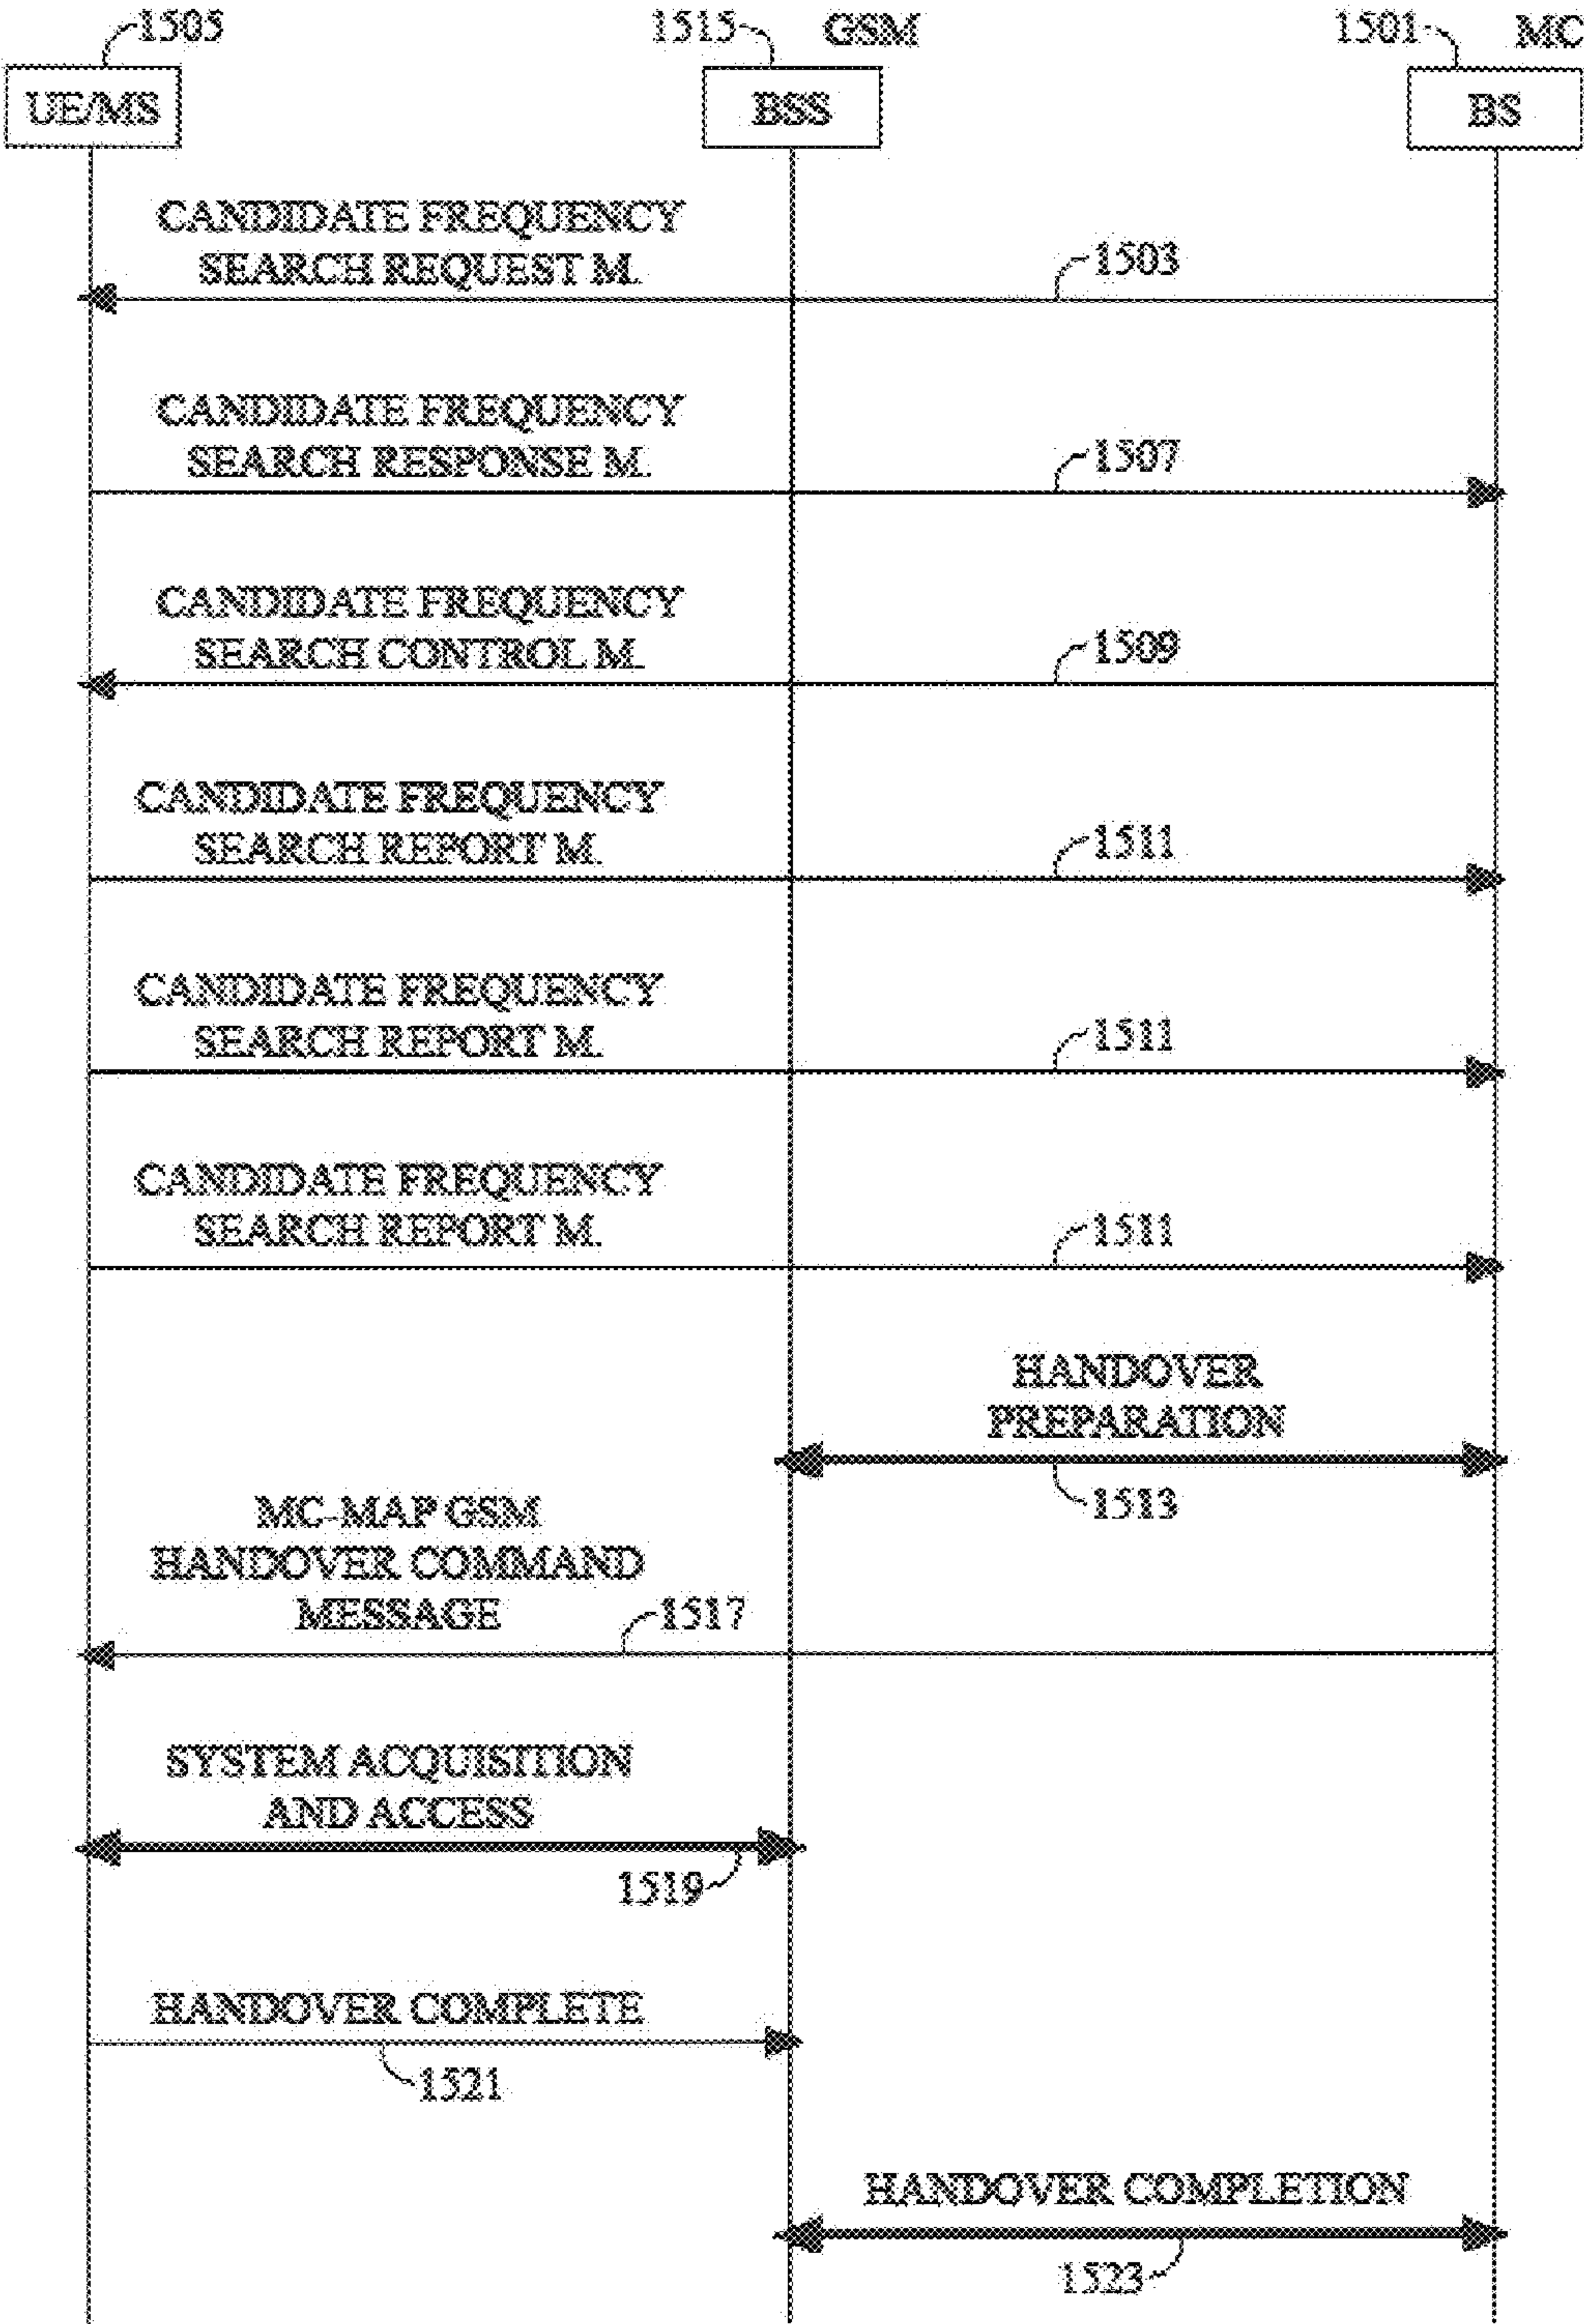 1505
1515 GSM
1501 MC
UE/MS
BSS
BS
CANDIDATE FREQUENCY
SEARCH REQUEST M.
1503
CANDIDATE FREQUENCY
SEARCH RESPONSE M.
1507
CANDIDATE FREQUENCY
SEARCH CONTROL M.
1509
CANDIDATE FREQUENCY
SEARCH REPORT M.
1511
CANDIDATE FREQUENCY
SEARCH REPORT M.
1511
CANDIDATE FREQUENCY
SEARCH REPORT M.
1511
HANDOVER
PREPARATION
1513
MC-MAP GSM
HANDOVER COMMAND
MESSAGE
1517
SYSTEM ACQUISITION
AND ACCESS
1519
HANDOVER COMPLETE
1521
HANDOVER COMPLETION
1523